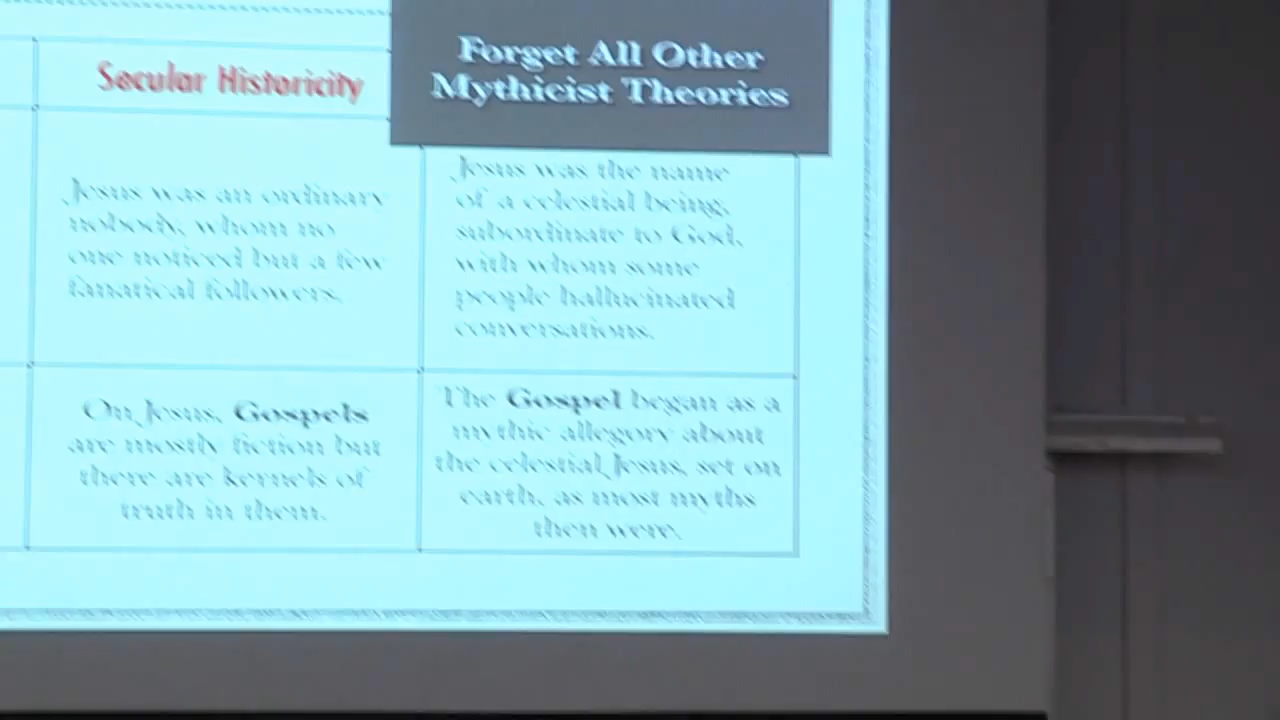 Secular Historicity
Forget All Other
Mythicist Theories
Jesus was an ordinary
nobody, whom no
one noticed but a few
fanatical followers.
Jesus was the name
of a celestial being,
subordinate to God,
with whom some
people hallucinated
conversations.
On Jesus, Gospels
are mostly fiction but
there are kernels of
truth in them.
The Gospel began as a
mythic allegory about
the celestial Jesus, set on
earth, as most myths
then were.